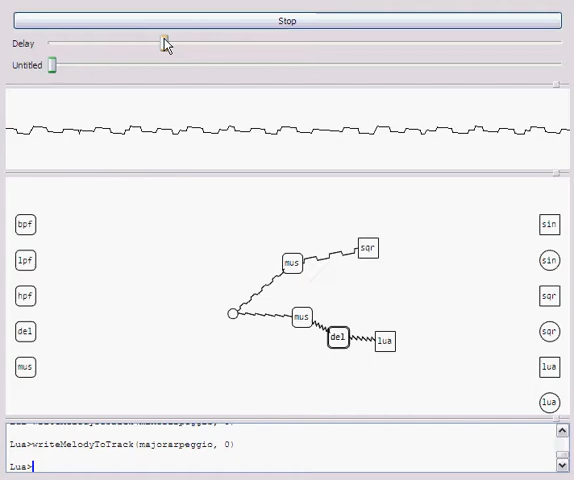 Stop
Delay
Untitled
bpf
sin
sqr
mus
lpf
sin
hpf
sqr
mus
del
del
sqr
lua
mus
lua
lua
Lua>writeMelodyToTrack(majorarpeggio, 0)
Lua>